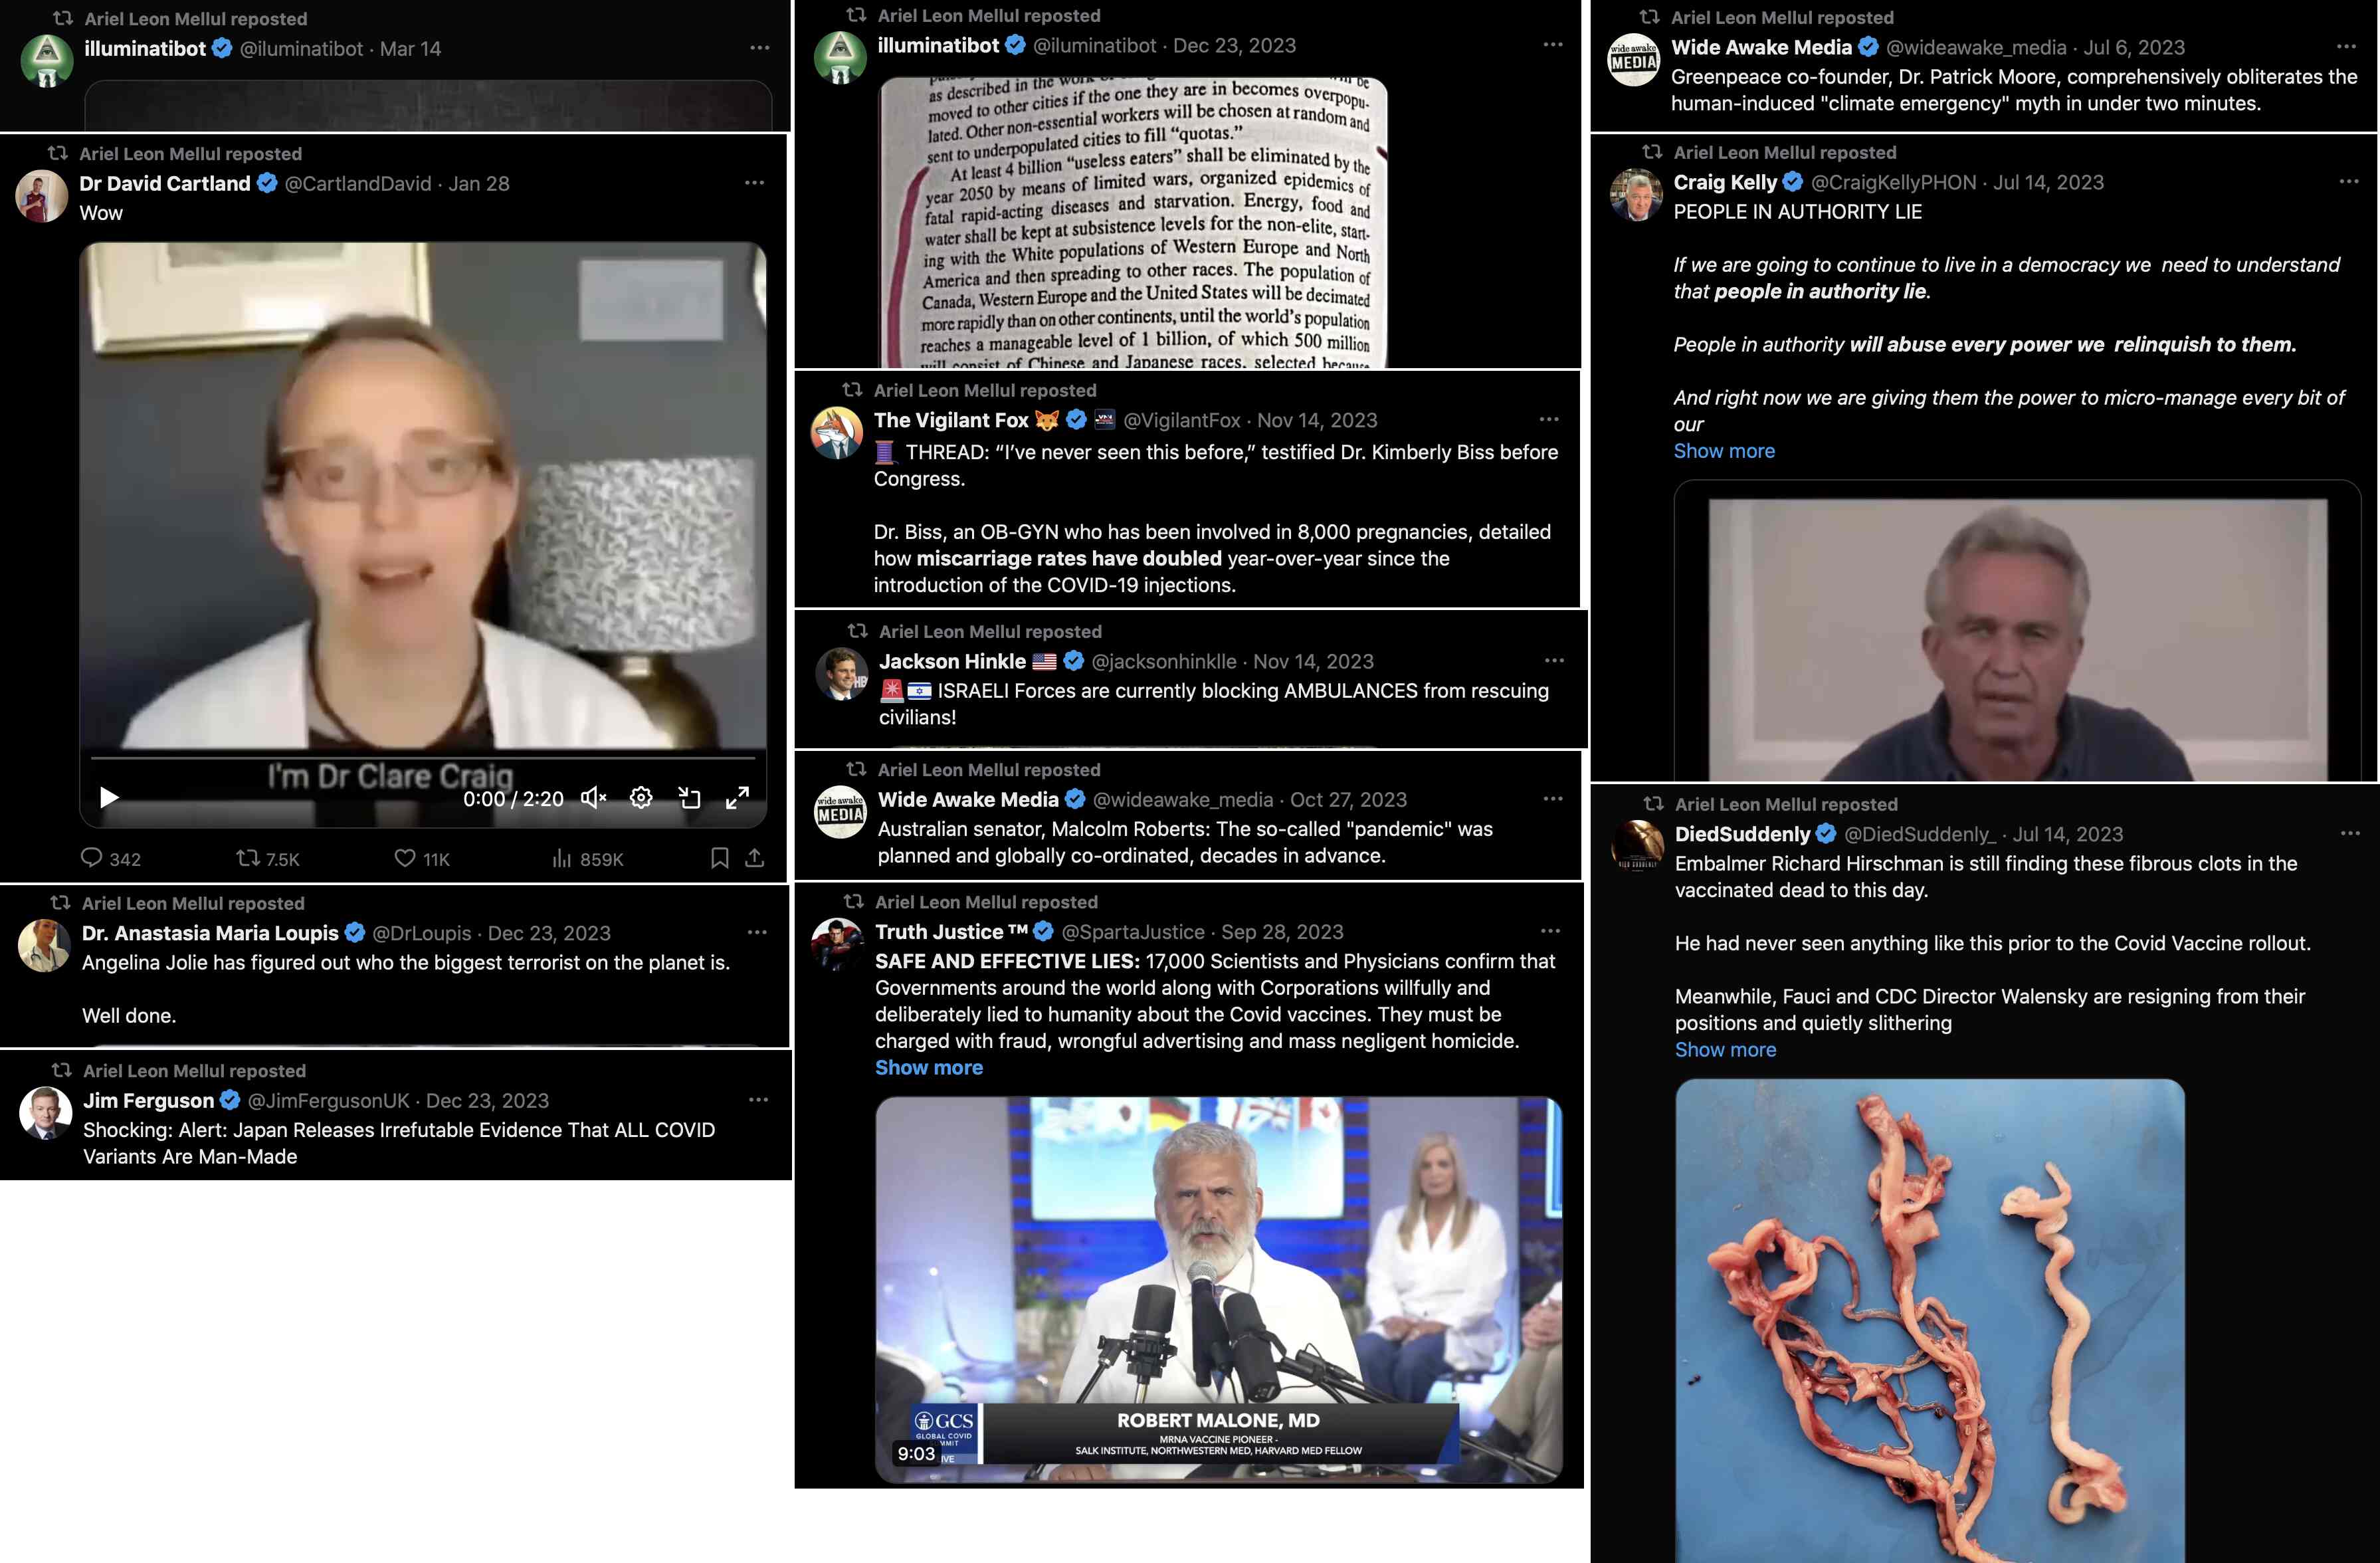 Ariel Leon Mellul reposted
illuminatibot @iluminatibot · Mar 14
Ariel Leon Mellul reposted
Dr David Cartland @CartlandDavid · Jan 28
Wow
I'm Dr Clare Craig
0:00 / 2:20
342 7.5K 11K 859K
Ariel Leon Mellul reposted
Dr. Anastasia Maria Loupis @DrLoupis · Dec 23, 2023
Angelina Jolie has figured out who the biggest terrorist on the planet is.
Well done.
Ariel Leon Mellul reposted
Jim Ferguson @JimFergusonUK · Dec 23, 2023
Shocking: Alert: Japan Releases Irrefutable Evidence That ALL COVID
Variants Are Man-Made
Ariel Leon Mellul reposted
illuminatibot @iluminatibot · Dec 23, 2023
as described in the work be
moved to other cities if the one they are in becomes overpopu-
lated. Other non-essential workers will be chosen at random and
sent to underpopulated cities to fill “quotas.”
At least 4 billion “useless eaters” shall be eliminated by the
year 2050 by means of limited wars, organized epidemics of
fatal rapid-acting diseases and starvation. Energy, food and
water shall be kept at subsistence levels for the non-elite, start-
ing with the White populations of Western Europe and North
America and then spreading to other races. The population of
Canada, Western Europe and the United States will be decimated
more rapidly than on other continents, until the world's population
reaches a manageable level of 1 billion, of which 500 million
will consist of Chinese and Japanese races, selected because
Ariel Leon Mellul reposted
The Vigilant Fox 🦊 @VigilantFox · Nov 14, 2023
🧵 THREAD: “I've never seen this before,” testified Dr. Kimberly Biss before
Congress.
Dr. Biss, an OB-GYN who has been involved in 8,000 pregnancies, detailed
how miscarriage rates have doubled year-over-year since the
introduction of the COVID-19 injections.
Ariel Leon Mellul reposted
Jackson Hinkle 🇺🇸 @jacksonhinklle · Nov 14, 2023
🚨🇮🇱 ISRAELI Forces are currently blocking AMBULANCES from rescuing
civilians!
Ariel Leon Mellul reposted
wide awake
MEDIA
Wide Awake Media @wideawake_media · Oct 27, 2023
Australian senator, Malcolm Roberts: The so-called "pandemic" was
planned and globally co-ordinated, decades in advance.
Ariel Leon Mellul reposted
Truth Justice ™ @SpartaJustice · Sep 28, 2023
SAFE AND EFFECTIVE LIES: 17,000 Scientists and Physicians confirm that
Governments around the world along with Corporations willfully and
deliberately lied to humanity about the Covid vaccines. They must be
charged with fraud, wrongful advertising and mass negligent homicide.
Show more
GCS
GLOBAL COVID
ROBERT MALONE, MD
MRNA VACCINE PIONEER -
SALK INSTITUTE, NORTHWESTERN MED, HARVARD MED FELLOW
9:03
Ariel Leon Mellul reposted
wide awake
MEDIA
Wide Awake Media @wideawake_media · Jul 6, 2023
Greenpeace co-founder, Dr. Patrick Moore, comprehensively obliterates the
human-induced "climate emergency" myth in under two minutes.
Ariel Leon Mellul reposted
Craig Kelly @CraigKellyPHON · Jul 14, 2023
PEOPLE IN AUTHORITY LIE
If we are going to continue to live in a democracy we need to understand
that people in authority lie.
People in authority will abuse every power we relinquish to them.
And right now we are giving them the power to micro-manage every bit of
our
Show more
Ariel Leon Mellul reposted
DiedSuddenly @DiedSuddenly_ · Jul 14, 2023
Embalmer Richard Hirschman is still finding these fibrous clots in the
vaccinated dead to this day.
He had never seen anything like this prior to the Covid Vaccine rollout.
Meanwhile, Fauci and CDC Director Walensky are resigning from their
positions and quietly slithering
Show more